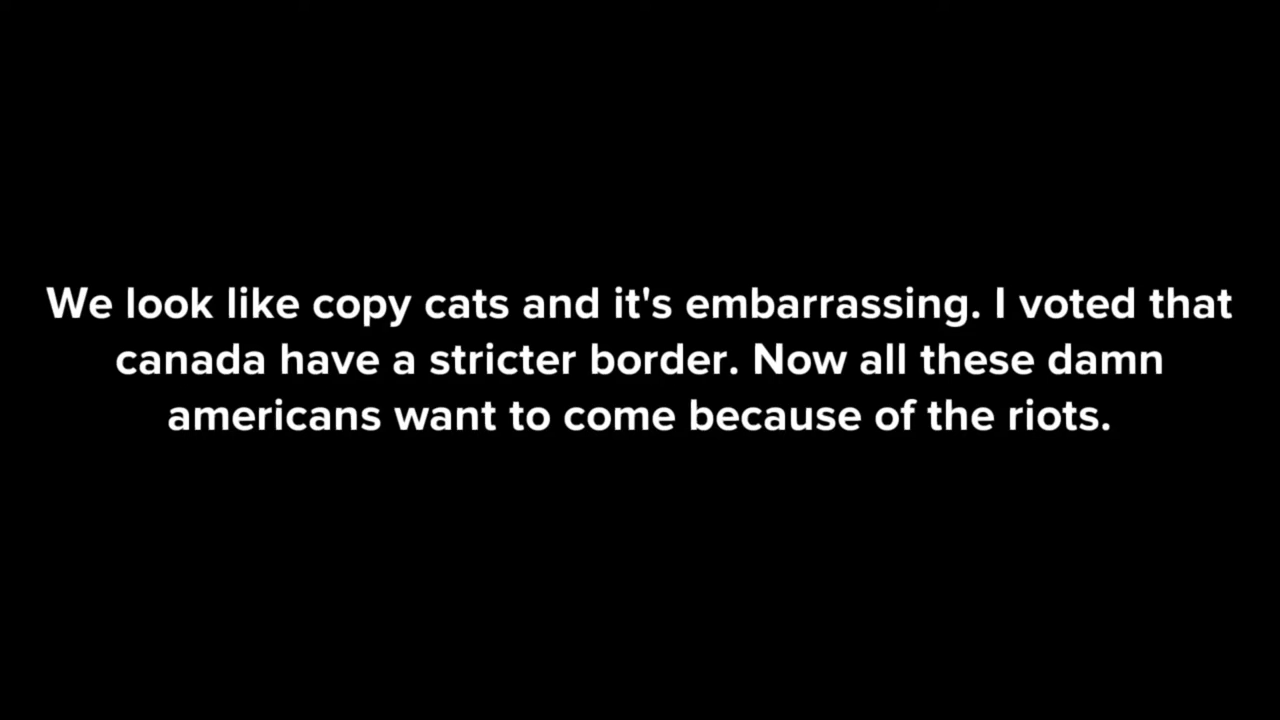 We look like copy cats and it's embarrassing. I voted that
canada have a stricter border. Now all these damn
americans want to come because of the riots.